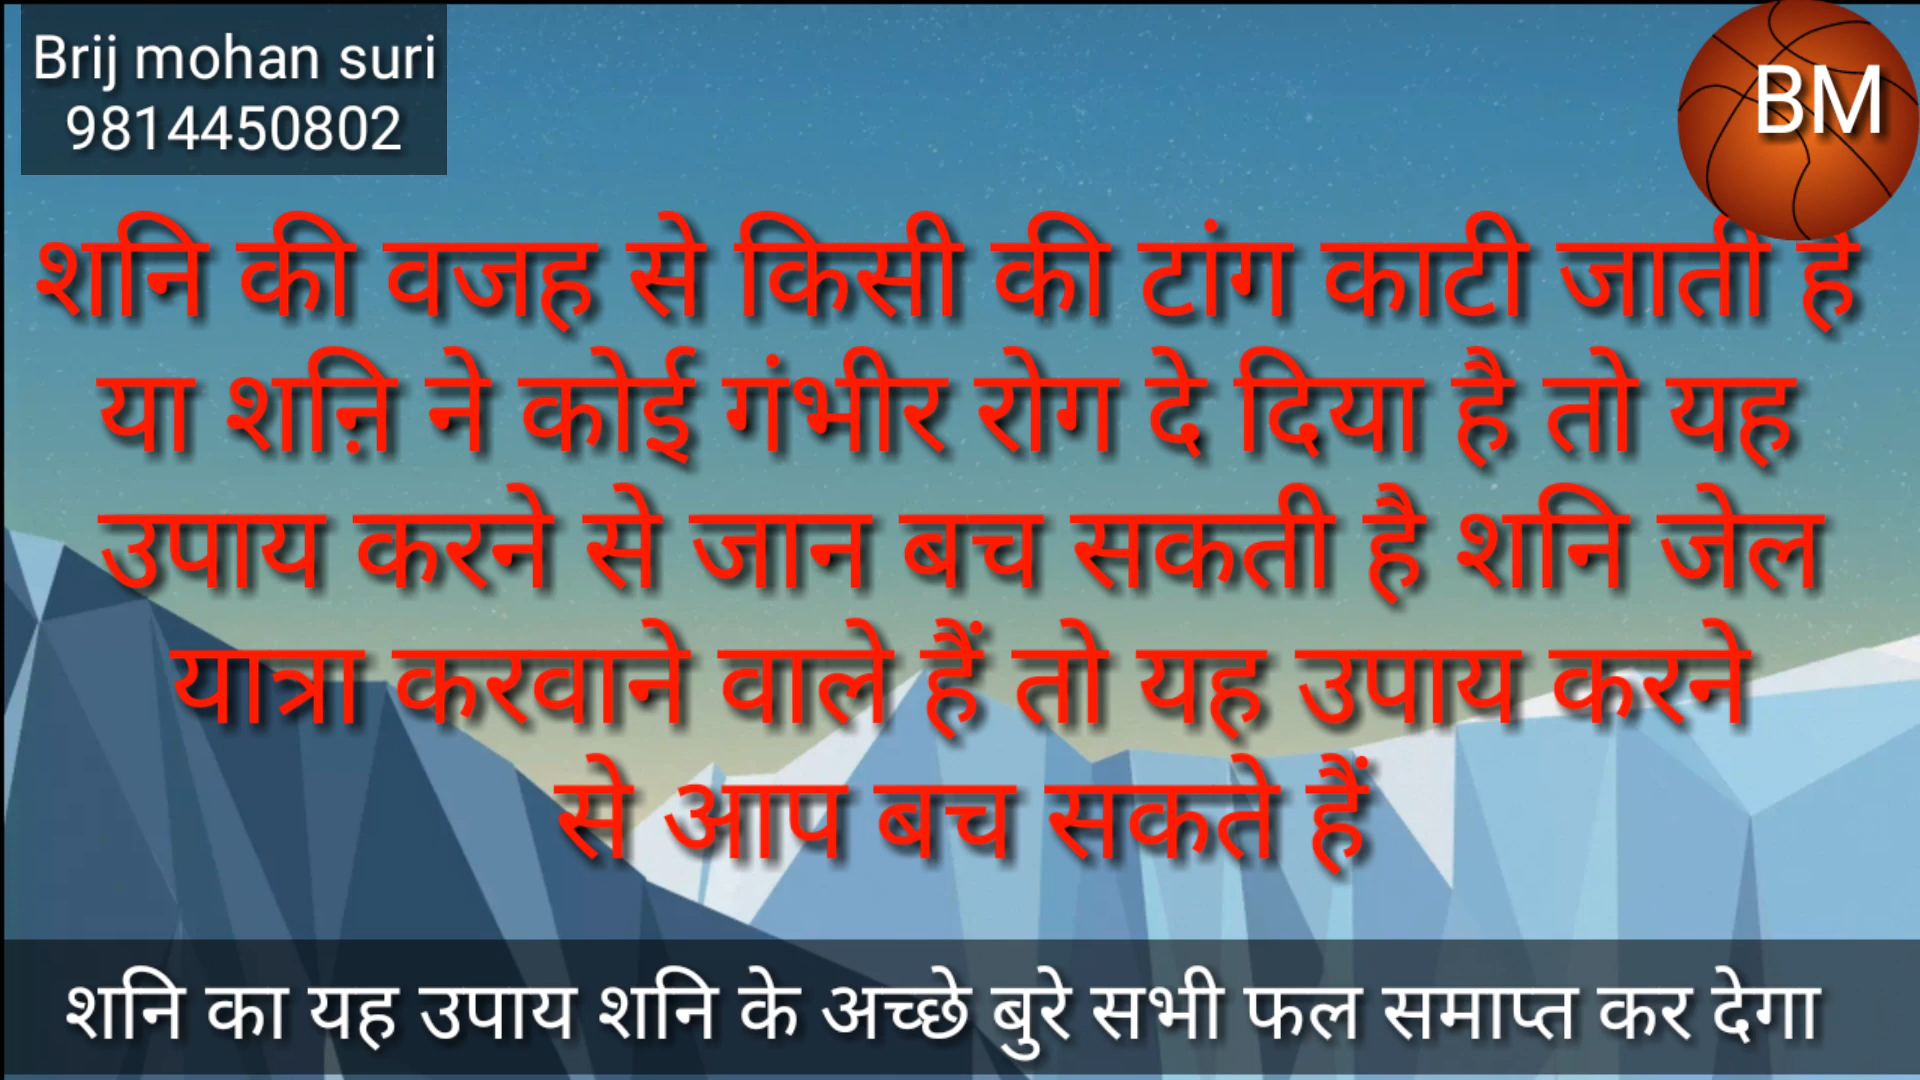 Brij mohan suri
9814450802
BM
शनि की वजह से किसी की टांग काटी जाती है
या शऩि ने कोई गंभीर रोग दे दिया है तो यह
उपाय करने से जान बच सकती है शनि जेल
यात्रा करवाने वाले हैं तो यह उपाय करने
से आप बच सकते हैं
शनि का यह उपाय शनि के अच्छे बुरे सभी फल समाप्त कर देगा